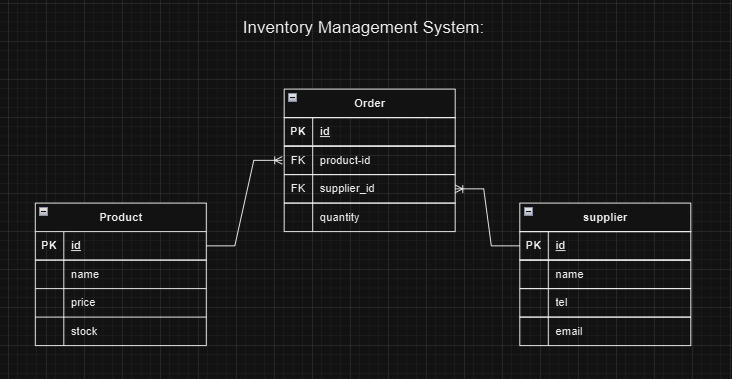 Inventory Management System:
Order
PK id
FK product-id
FK supplier_id
quantity
Product
PK id
name
price
stock
supplier
PK id
name
tel
email